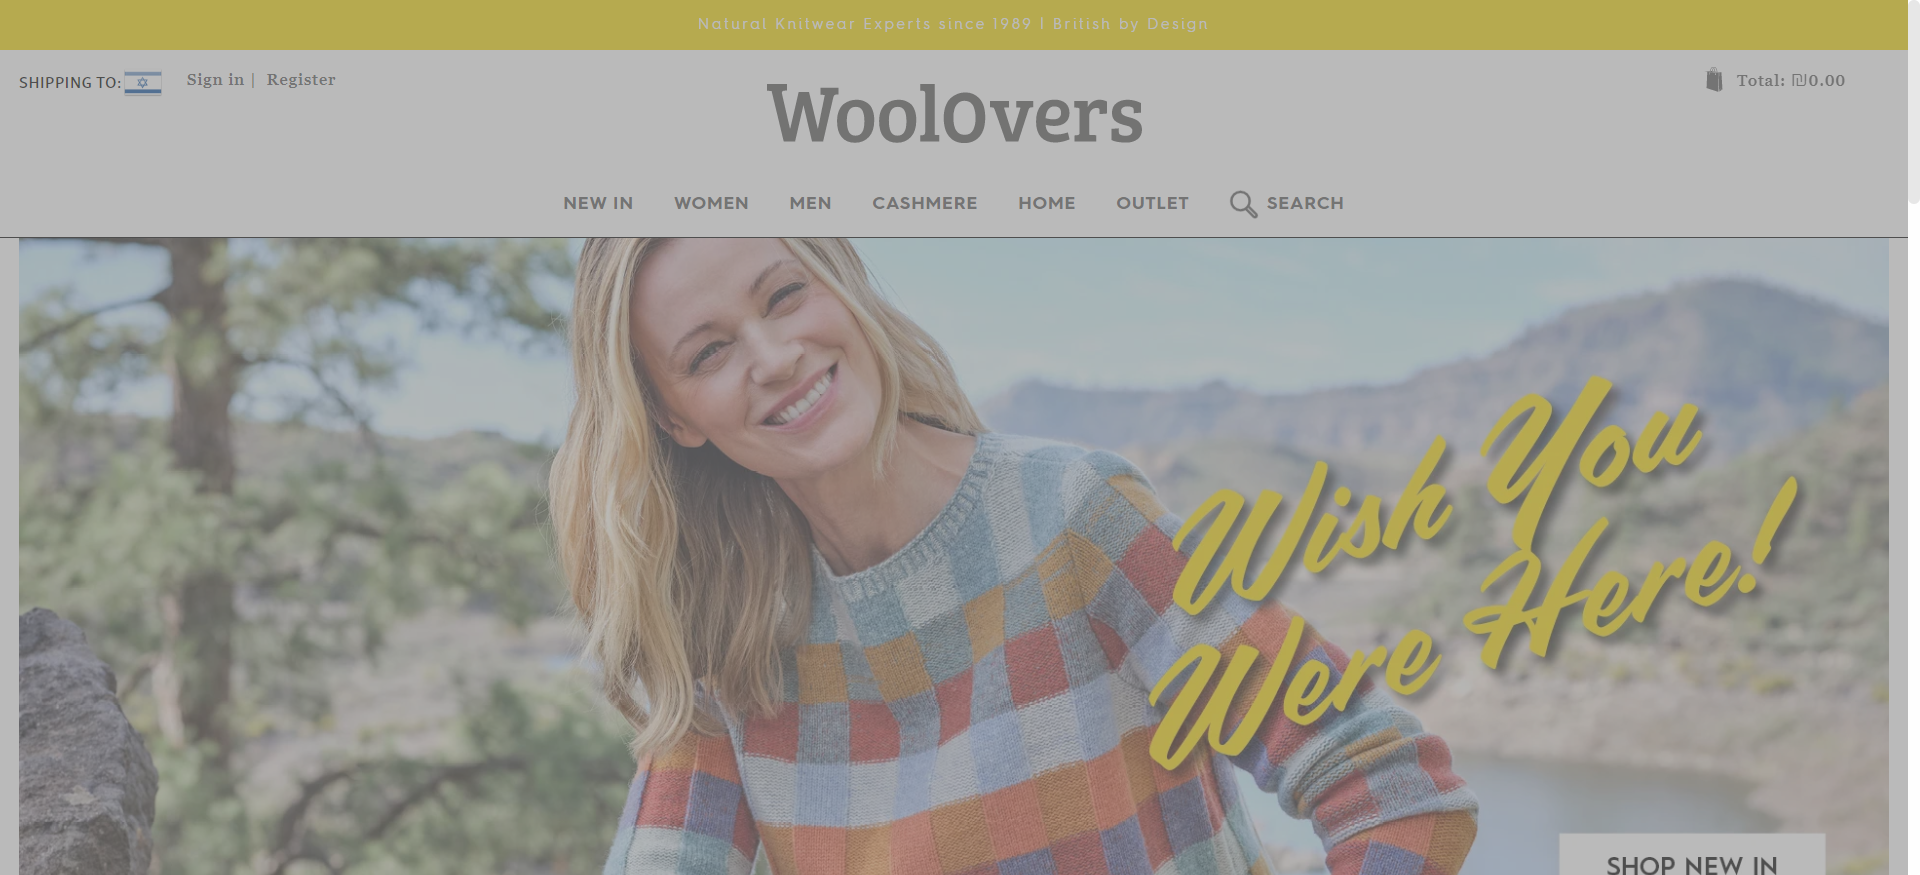 Natural Knitwear Experts since 1989 | British by Design
SHIPPING TO:
Sign in | Register
WoolOvers
Total: ₪0.00
NEW IN
WOMEN
MEN
CASHMERE
HOME
OUTLET
SEARCH
Wish You
Were Here!
SHOP NEW IN